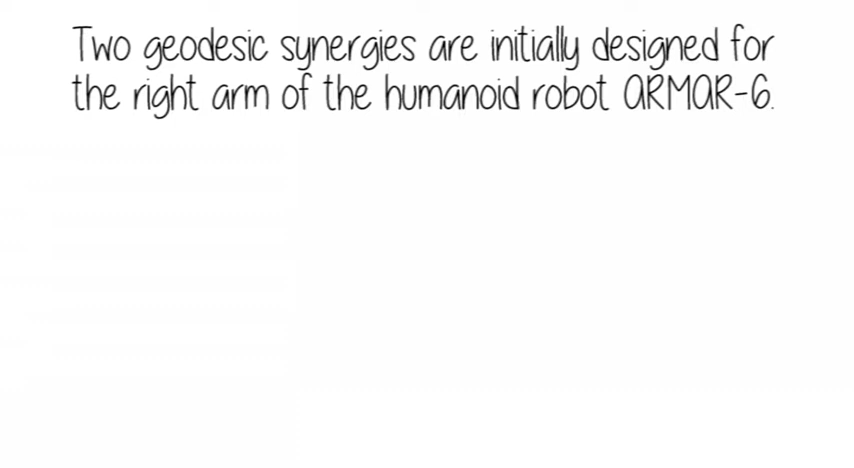 Two geodesic synergies are initially designed for
the right arm of the humanoid robot ARMAR-6.